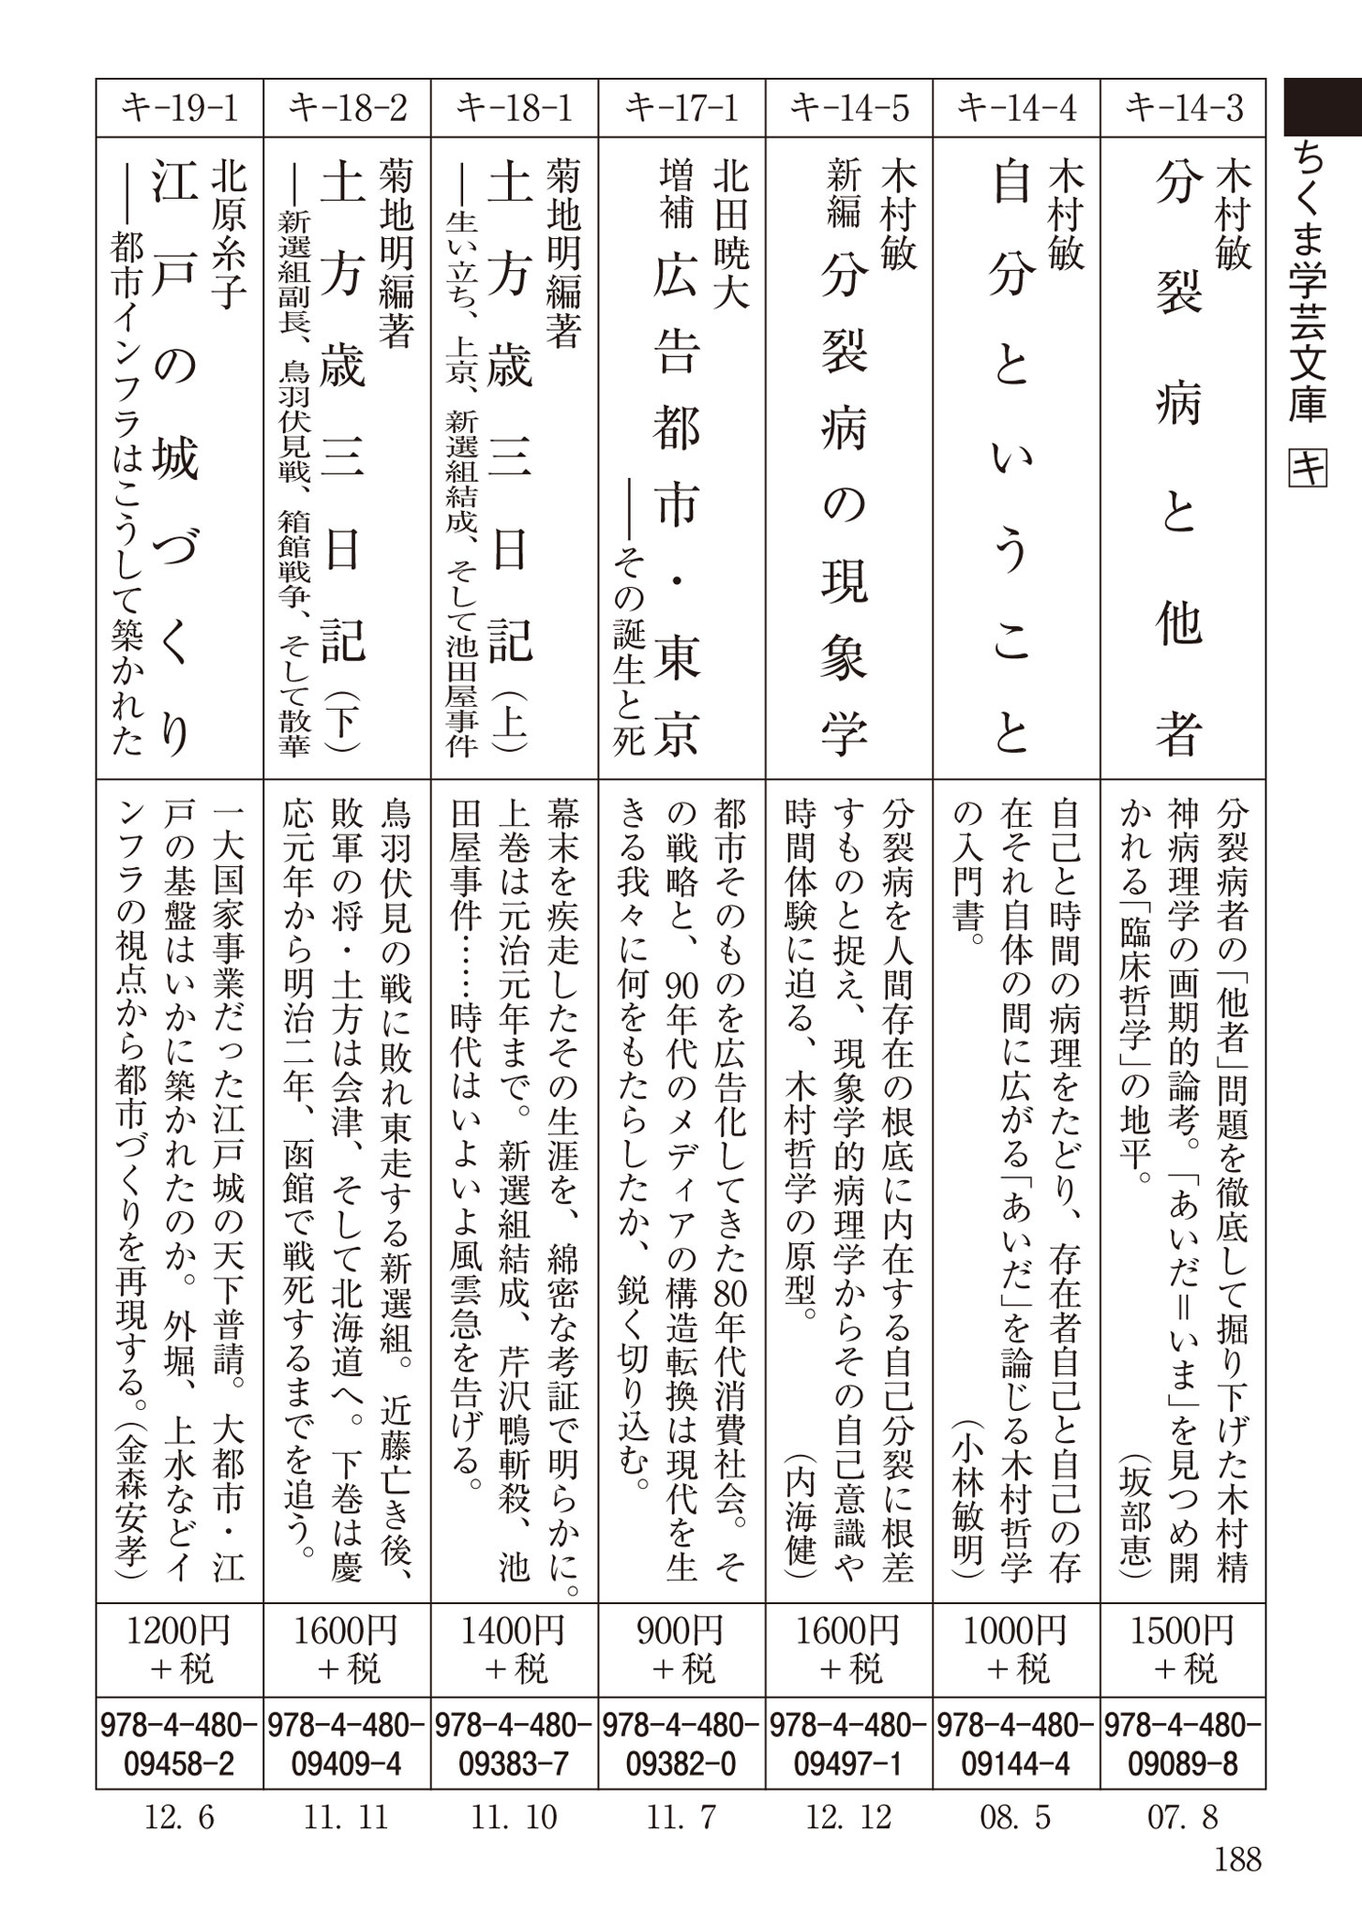 ちくま学芸文庫 キ
キ-14-3
木村敏
分裂病と他者
分裂病者の「他者」問題を徹底して掘り下げた木村精
神病理学の画期的論考。「あいだ＝いま」を見つめ開
かれる「臨床哲学」の地平。
（坂部恵）
1500円
＋税
978-4-480-
09089-8
07. 8
キ-14-4
木村敏
自分ということ
自己と時間の病理をたどり、存在者自己と自己の存
在それ自体の間に広がる「あいだ」を論じる木村哲学
の入門書。
（小林敏明）
1000円
＋税
978-4-480-
09144-4
08. 5
キ-14-5
木村敏
新編 分裂病の現象学
分裂病を人間存在の根底に内在する自己分裂に根差
すものと捉え、現象学的病理学からその自己意識や
時間体験に迫る、木村哲学の原型。
（内海健）
1600円
＋税
978-4-480-
09497-1
12. 12
キ-17-1
北田暁大
増補 広告都市・東京
――その誕生と死
都市そのものを広告化してきた80年代消費社会。そ
の戦略と、90年代のメディアの構造転換は現代を生
きる我々に何をもたらしたか、鋭く切り込む。
900円
＋税
978-4-480-
09382-0
11. 7
キ-18-1
菊地明編著
土方歳三日記（上）
――生い立ち、上京、新選組結成、そして池田屋事件
幕末を疾走したその生涯を、綿密な考証で明らかに。
上巻は元治元年まで。新選組結成、芹沢鴨斬殺、池
田屋事件……時代はいよいよ風雲急を告げる。
1400円
＋税
978-4-480-
09383-7
11. 10
キ-18-2
菊地明編著
土方歳三日記（下）
――新選組副長、鳥羽伏見戦、箱館戦争、そして散華
鳥羽伏見の戦に敗れ東走する新選組。近藤亡き後、
敗軍の将・土方は会津、そして北海道へ。下巻は慶
応元年から明治二年、函館で戦死するまでを追う。
1600円
＋税
978-4-480-
09409-4
11. 11
キ-19-1
北原糸子
江戸の城づくり
――都市インフラはこうして築かれた
一大国家事業だった江戸城の天下普請。大都市・江
戸の基盤はいかに築かれたのか。外堀、上水などイ
ンフラの視点から都市づくりを再現する。（金森安孝）
1200円
＋税
978-4-480-
09458-2
12. 6
188